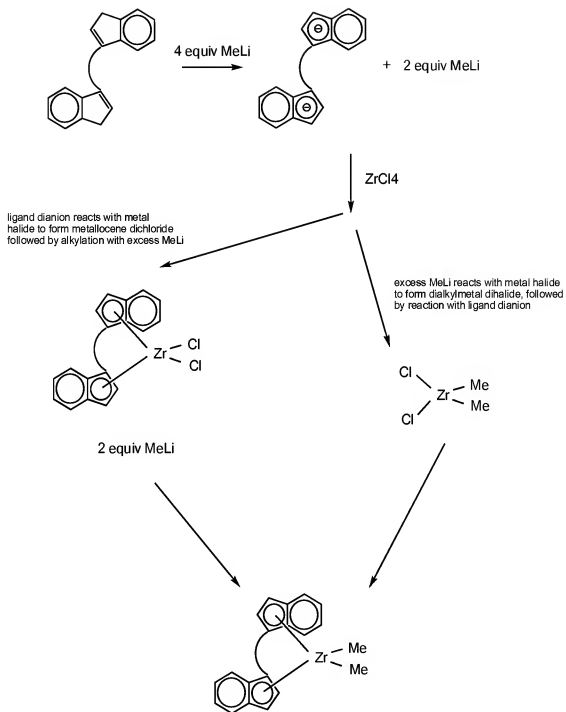 4 equiv MeLi
⊖
⊖
+ 2 equiv MeLi
ZrCl4
ligand dianion reacts with metal
halide to form metallocene dichloride
followed by alkylation with excess MeLi
excess MeLi reacts with metal halide
to form dialkylmetal dihalide, followed
by reaction with ligand dianion
Zr
Cl
Cl
Cl
Cl
Zr
Me
Me
2 equiv MeLi
Zr
Me
Me